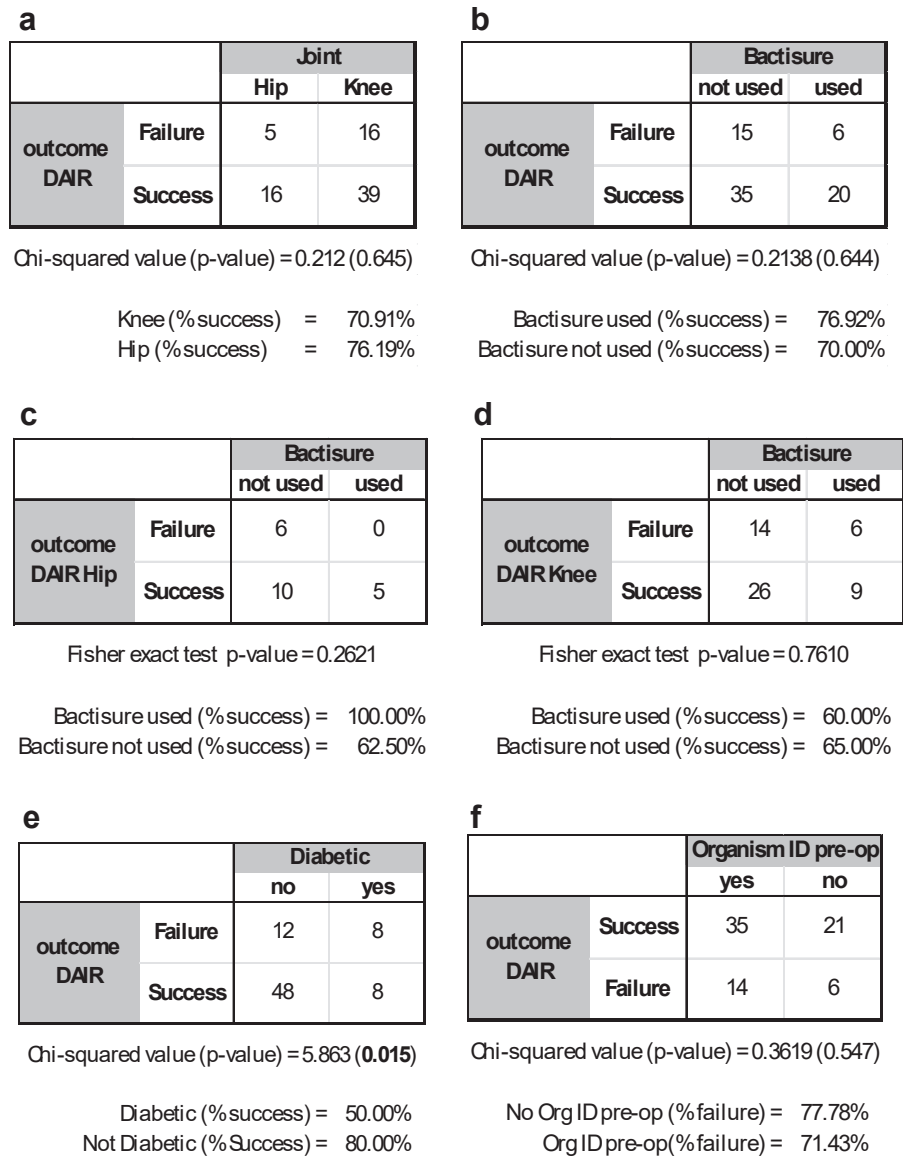 a
Joint
Hip Knee
outcome DAIR
Failure 5 16
Success 16 39
Chi-squared value (p-value) = 0.212 (0.645)
Knee (% success) = 70.91%
Hip (% success) = 76.19%
b
Bactisure
not used used
outcome DAIR
Failure 15 6
Success 35 20
Chi-squared value (p-value) = 0.2138 (0.644)
Bactisure used (% success) = 76.92%
Bactisure not used (% success) = 70.00%
c
Bactisure
not used used
outcome DAIR Hip
Failure 6 0
Success 10 5
Fisher exact test p-value = 0.2621
Bactisure used (% success) = 100.00%
Bactisure not used (% success) = 62.50%
d
Bactisure
not used used
outcome DAIR Knee
Failure 14 6
Success 26 9
Fisher exact test p-value = 0.7610
Bactisure used (% success) = 60.00%
Bactisure not used (% success) = 65.00%
e
Diabetic
no yes
outcome DAIR
Failure 12 8
Success 48 8
Chi-squared value (p-value) = 5.863 (0.015)
Diabetic (% success) = 50.00%
Not Diabetic (% Success) = 80.00%
f
Organism ID pre-op
yes no
outcome DAIR
Success 35 21
Failure 14 6
Chi-squared value (p-value) = 0.3619 (0.547)
No Org ID pre-op (% failure) = 77.78%
Org ID pre-op(% failure) = 71.43%